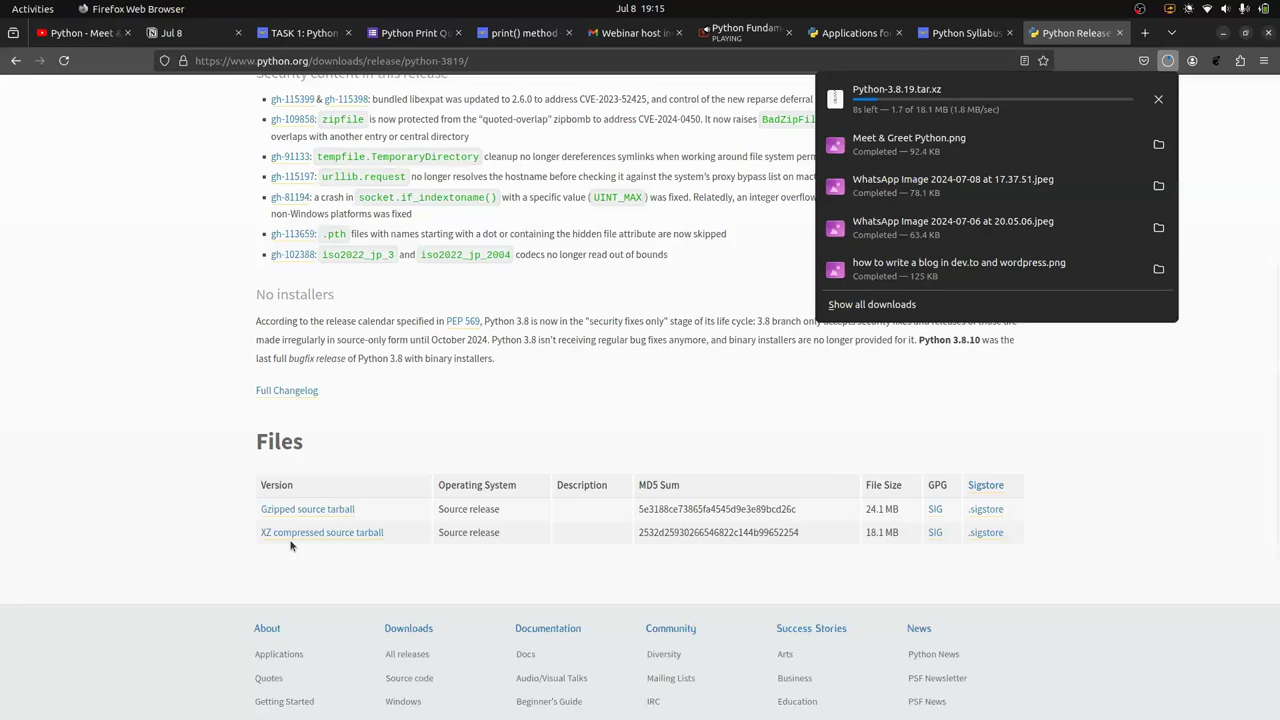 Activities
Firefox Web Browser
Jul 8 19:15
Python - Meet &
Jul 8
TASK 1: Python
Python Print Q
print() method
Webinar host in
Python Fundam
PLAYING
Applications for
Python Syllabus
Python Release
https://www.python.org/downloads/release/python-3819/
Security content in this release
gh-115399 & gh-115398: bundled libexpat was updated to 2.6.0 to address CVE-2023-52425, and control of the new reparse deferral
gh-109858: zipfile is now protected from the “quoted-overlap” zipbomb to address CVE-2024-0450. It now raises BadZipFil
overlaps with another entry or central directory
gh-91133: tempfile.TemporaryDirectory cleanup no longer dereferences symlinks when working around file system perm
gh-115197: urllib.request no longer resolves the hostname before checking it against the system's proxy bypass list on mac
gh-81194: a crash in socket.if_indextoname() with a specific value (UINT_MAX) was fixed. Relatedly, an integer overflow
non-Windows platforms was fixed
gh-113659: .pth files with names starting with a dot or containing the hidden file attribute are now skipped
gh-102388: iso2022_jp_3 and iso2022_jp_2004 codecs no longer read out of bounds
Python-3.8.19.tar.xz
8s left — 1.7 of 18.1 MB (1.8 MB/sec)
Meet & Greet Python.png
Completed — 92.4 KB
WhatsApp Image 2024-07-08 at 17.37.51.jpeg
Completed — 78.1 KB
WhatsApp Image 2024-07-06 at 20.05.06.jpeg
Completed — 63.4 KB
how to write a blog in dev.to and wordpress.png
Completed — 125 KB
Show all downloads
No installers
According to the release calendar specified in PEP 569, Python 3.8 is now in the "security fixes only" stage of its life cycle: 3.8 branch only accepts security fixes and releases of those are
made irregularly in source-only form until October 2024. Python 3.8 isn't receiving regular bug fixes anymore, and binary installers are no longer provided for it. Python 3.8.10 was the
last full bugfix release of Python 3.8 with binary installers.
Full Changelog
Files
Version Operating System Description MD5 Sum File Size GPG Sigstore
Gzipped source tarball Source release 5e3188ce73865fa4545d9e3e89bcd26c 24.1 MB SIG .sigstore
XZ compressed source tarball Source release 2532d25930266546822c144b99652254 18.1 MB SIG .sigstore
About Downloads Documentation Community Success Stories News
Applications All releases Docs Diversity Arts Python News
Quotes Source code Audio/Visual Talks Mailing Lists Business PSF Newsletter
Getting Started Windows Beginner's Guide IRC Education PSF News